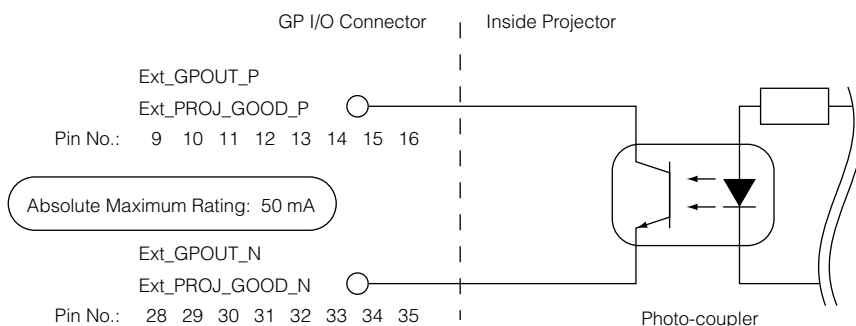 GP I/O Connector
Inside Projector
Ext_GPOUT_P
Ext_PROJ_GOOD_P
Pin No.: 9 10 11 12 13 14 15 16
Absolute Maximum Rating: 50 mA
Ext_GPOUT_N
Ext_PROJ_GOOD_N
Pin No.: 28 29 30 31 32 33 34 35
Photo-coupler